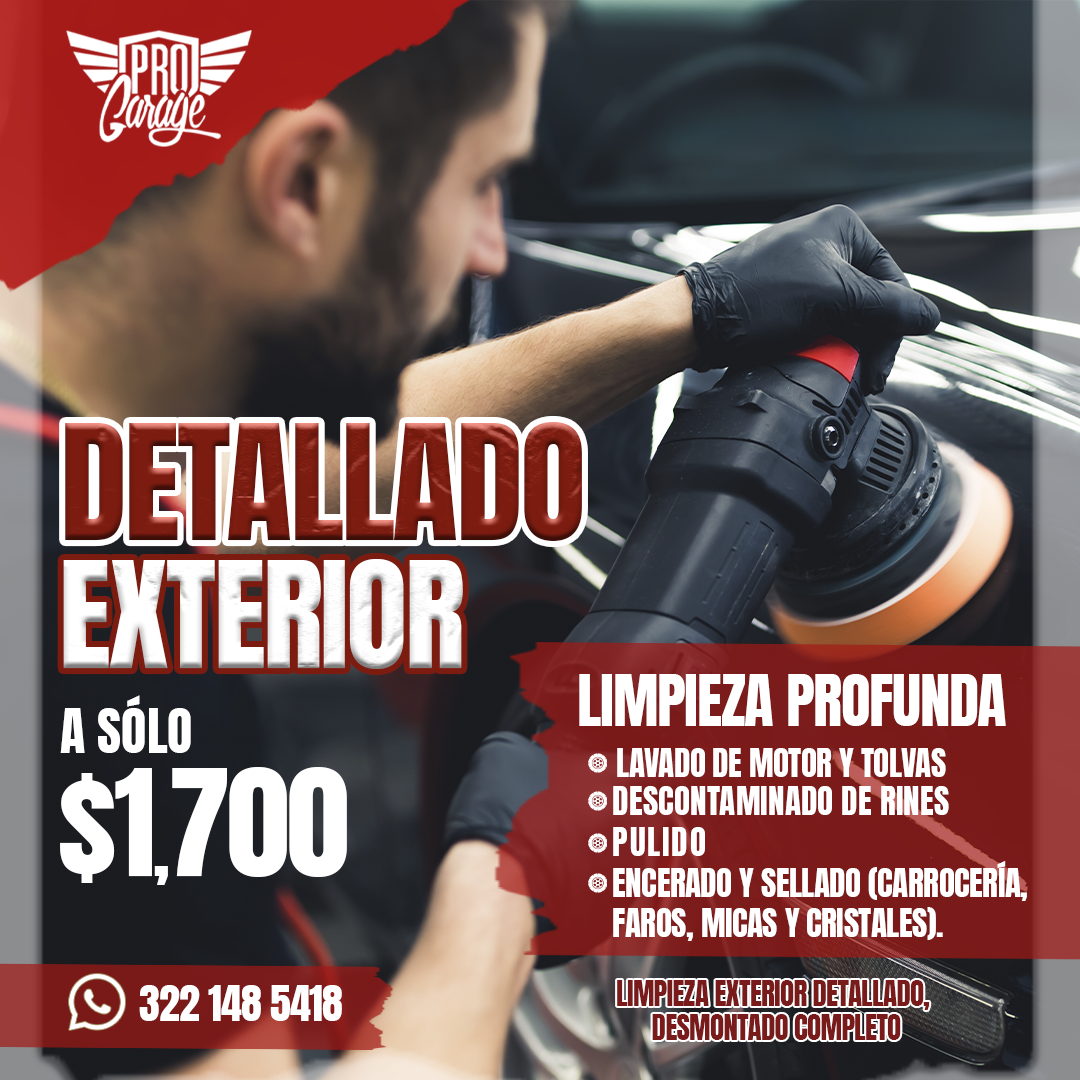 PRO
Garage
DETALLADO
EXTERIOR
A SÓLO
$1,700
LIMPIEZA PROFUNDA
LAVADO DE MOTOR Y TOLVAS
DESCONTAMINADO DE RINES
PULIDO
ENCERADO Y SELLADO (CARROCERÍA,
FAROS, MICAS Y CRISTALES).
322 148 5418
LIMPIEZA EXTERIOR DETALLADO,
DESMONTADO COMPLETO